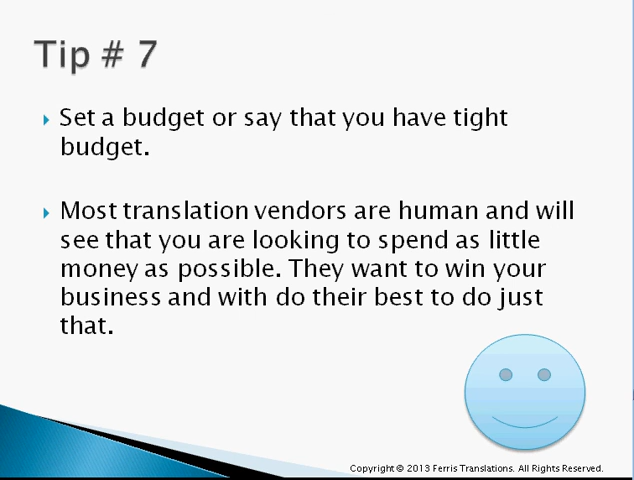 Tip # 7
Set a budget or say that you have tight
budget.
Most translation vendors are human and will
see that you are looking to spend as little
money as possible. They want to win your
business and with do their best to do just
that.
Copyright © 2013 Ferris Translations. All Rights Reserved.